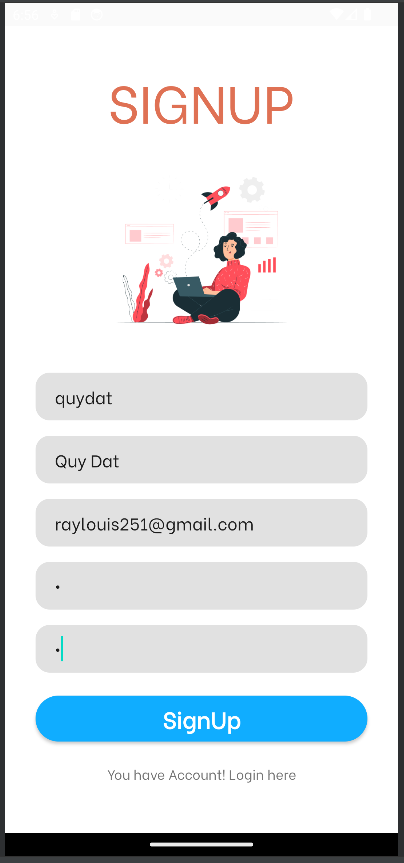 SIGNUP
quydat
Quy Dat
raylouis251@gmail.com
•
•
SignUp
You have Account! Login here